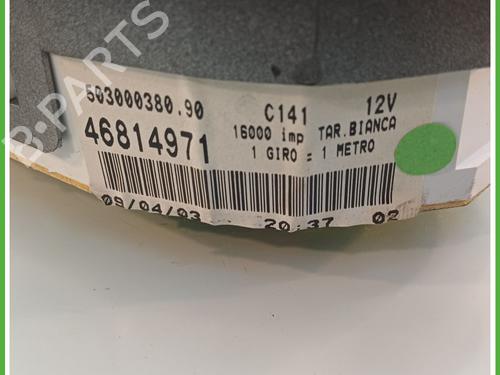 B-PARTS
503000380.90 C141 12V
46814971 16000 imp TAR.BIANCA
1 GIRO = 1 METRO
09/04/03 20:37 02